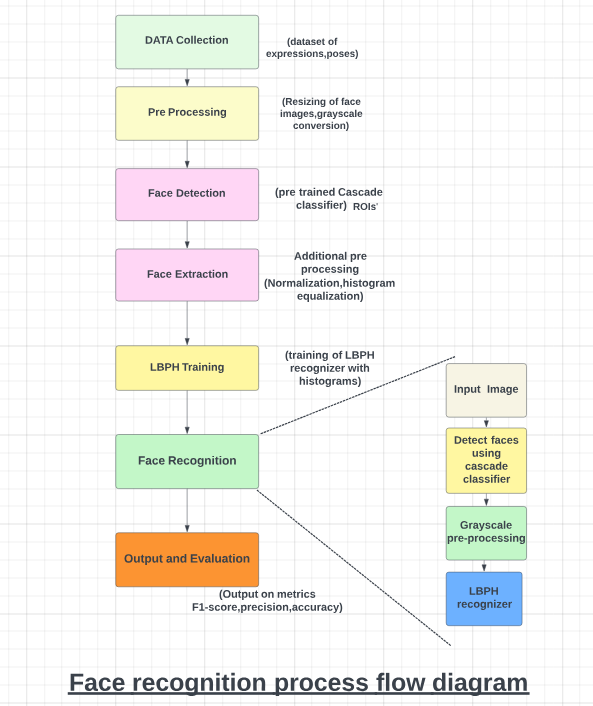 DATA Collection
(dataset of
expressions,poses)
Pre Processing
(Resizing of face
images,grayscale
conversion)
Face Detection
(pre trained Cascade
classifier) ROIs'
Face Extraction
Additional pre
processing
(Normalization,histogram
equalization)
LBPH Training
(training of LBPH
recognizer with
histograms)
Face Recognition
Input Image
Detect faces
using
cascade
classifier
Grayscale
pre-processing
LBPH
recognizer
Output and Evaluation
(Output on metrics
F1-score,precision,accuracy)
Face recognition process flow diagram